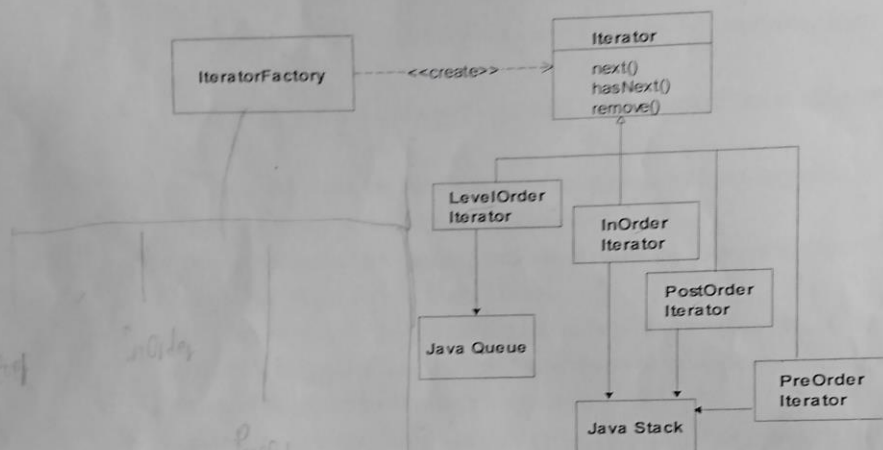 Iterator
IteratorFactory
<<create>>
next()
hasNext()
remove()
LevelOrder
Iterator
InOrder
Iterator
PostOrder
Iterator
Java Queue
PreOrder
Iterator
Java Stack